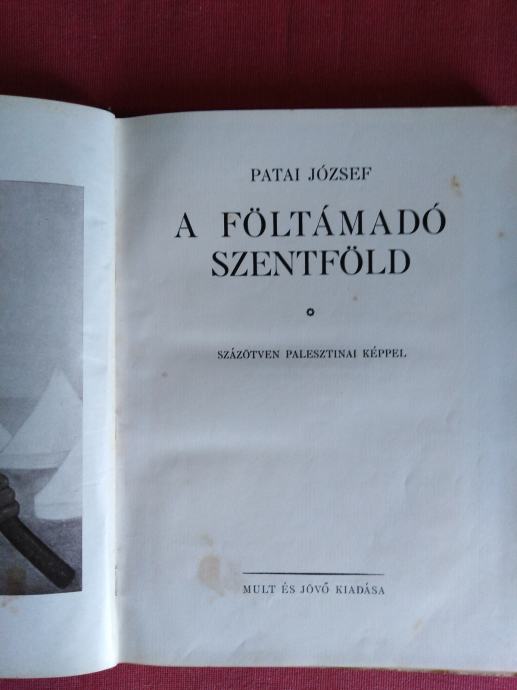 PATAI JÓZSEF
A FÖLTÁMADÓ
SZENTFÖLD
SZÁZÖTVEN PALESZTINAI KÉPPEL
MULT ÉS JÖVŐ KIADÁSA